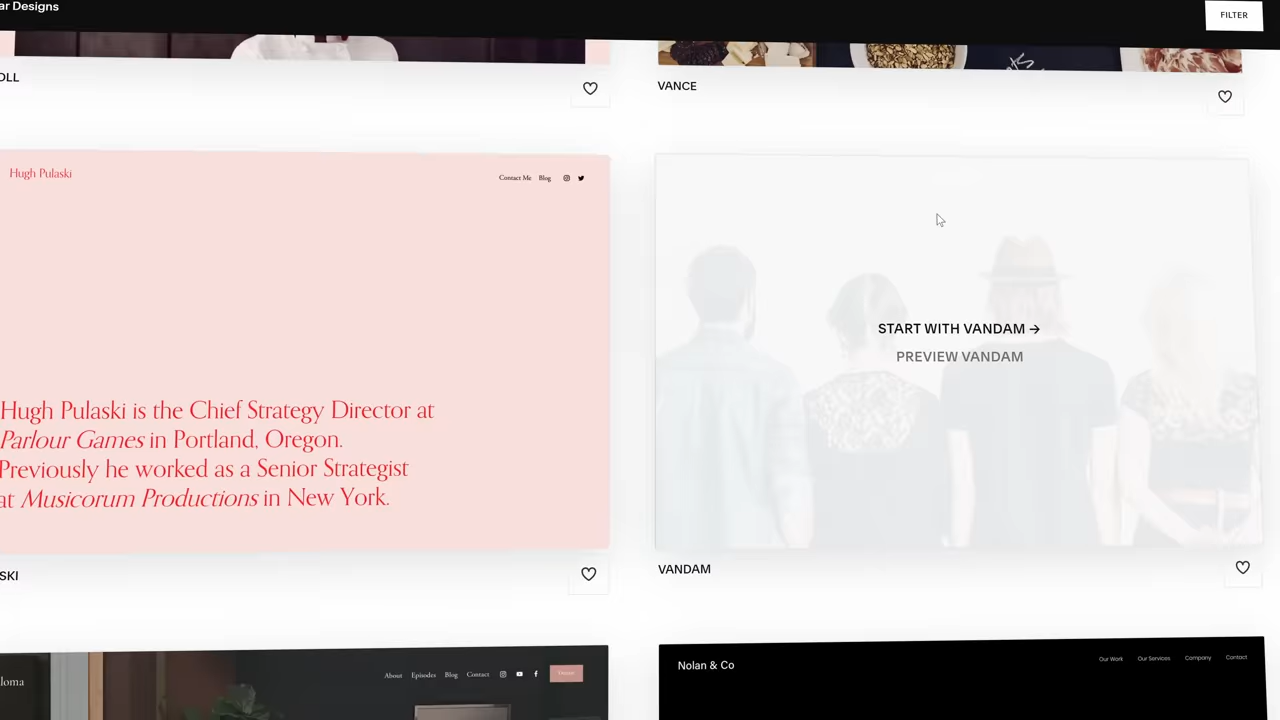 ar Designs
FILTER
OLL
VANCE
Hugh Pulaski
Contact Me Blog
Hugh Pulaski is the Chief Strategy Director at
Parlour Games in Portland, Oregon.
Previously he worked as a Senior Strategist
at Musicorum Productions in New York.
START WITH VANDAM →
PREVIEW VANDAM
SKI
VANDAM
loma
About Episodes Blog Contact
Nolan & Co
Our Work Our Services Company Contact